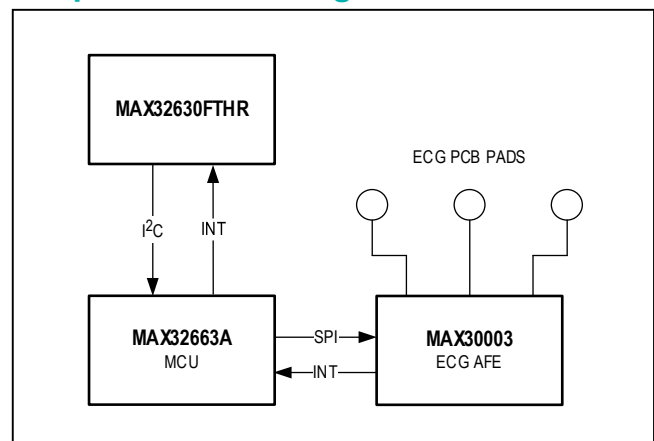 MAX32630FTHR
ECG PCB PADS
I²C
INT
MAX32663A
MCU
SPI
INT
MAX30003
ECG AFE